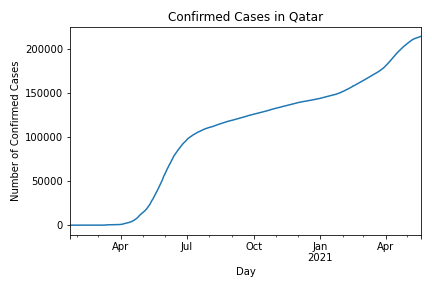 Confirmed Cases in Qatar
Number of Confirmed Cases
200000
150000
100000
50000
0
Apr Jul Oct Jan Apr
2021
Day